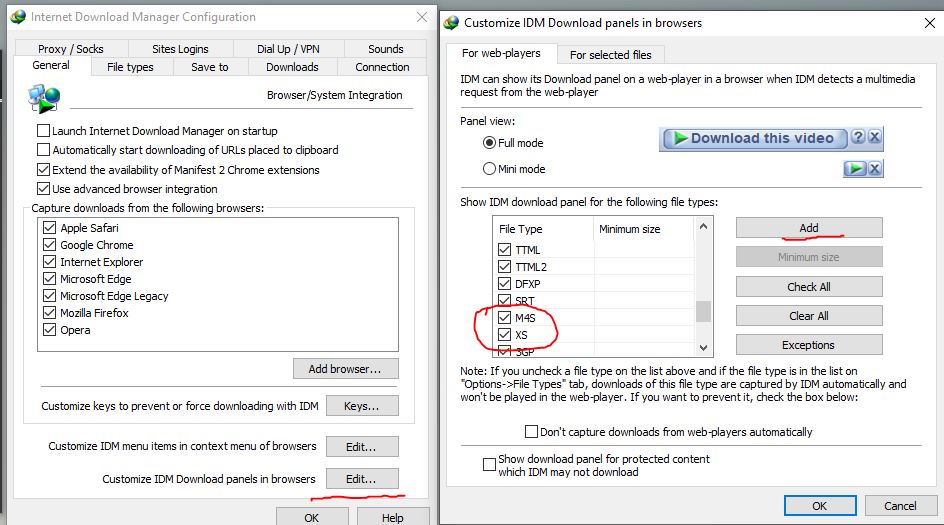 Internet Download Manager Configuration
Proxy / Socks
Sites Logins
Dial Up / VPN
Sounds
General
File types
Save to
Downloads
Connection
Browser/System Integration
Launch Internet Download Manager on startup
Automatically start downloading of URLs placed to clipboard
Extend the availability of Manifest 2 Chrome extensions
Use advanced browser integration
Capture downloads from the following browsers:
Apple Safari
Google Chrome
Internet Explorer
Microsoft Edge
Microsoft Edge Legacy
Mozilla Firefox
Opera
Add browser...
Customize keys to prevent or force downloading with IDM
Keys...
Customize IDM menu items in context menu of browsers
Edit...
Customize IDM Download panels in browsers
Edit...
OK
Help
Customize IDM Download panels in browsers
For web-players
For selected files
IDM can show its Download panel on a web-player in a browser when IDM detects a multimedia
request from the web-player
Panel view:
Full mode
Download this video
?
Mini mode
Show IDM download panel for the following file types:
File Type
Minimum size
TTML
TTML2
DFXP
SRT
M4S
XS
3GP
Add
Minimum size
Check All
Clear All
Exceptions
Note: If you uncheck a file type on the list above and if the file type is in the list on
"Options->File Types" tab, downloads of this file type are captured by IDM automatically and
won't be played in the web-player. If you want to prevent it, check the box below:
Don't capture downloads from web-players automatically
Show download panel for protected content
which IDM may not download
OK
Cancel